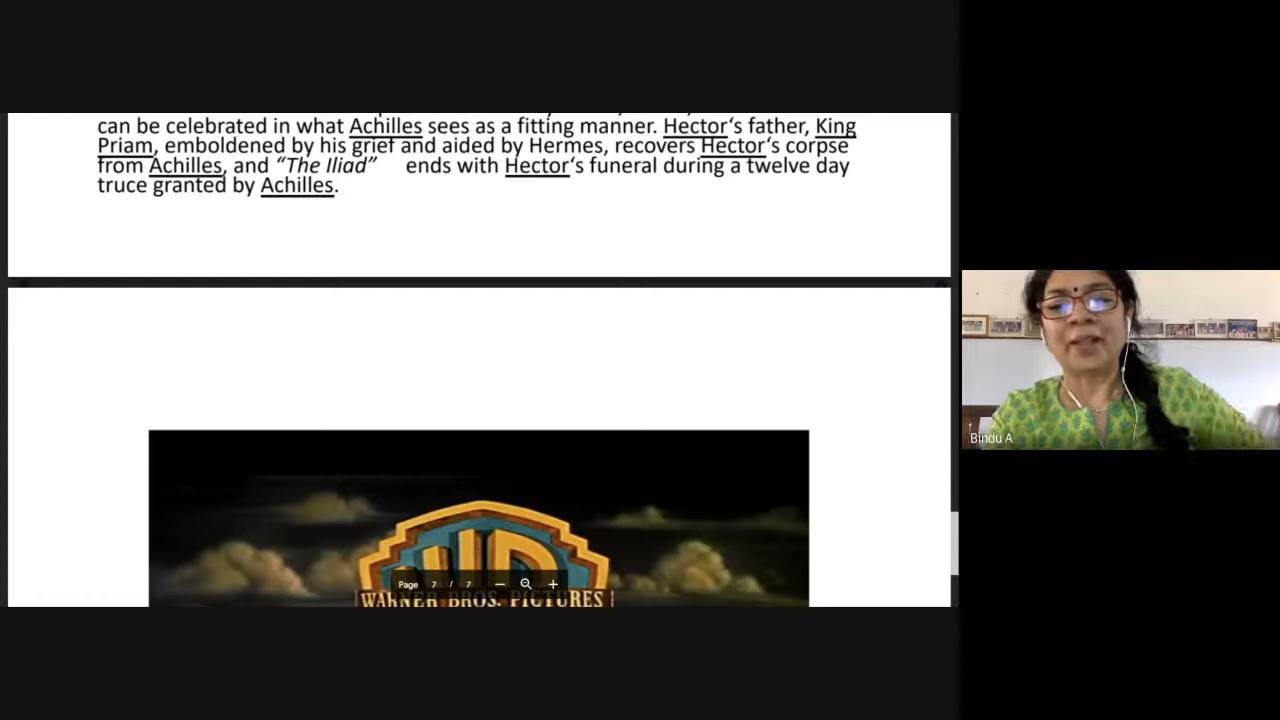 can be celebrated in what Achilles sees as a fitting manner. Hector‘s father, King
Priam, emboldened by his grief and aided by Hermes, recovers Hector‘s corpse
from Achilles, and “The Iliad” ends with Hector‘s funeral during a twelve day
truce granted by Achilles.
Page 7 / 7
WARNER BROS. PICTURES
Bindu A